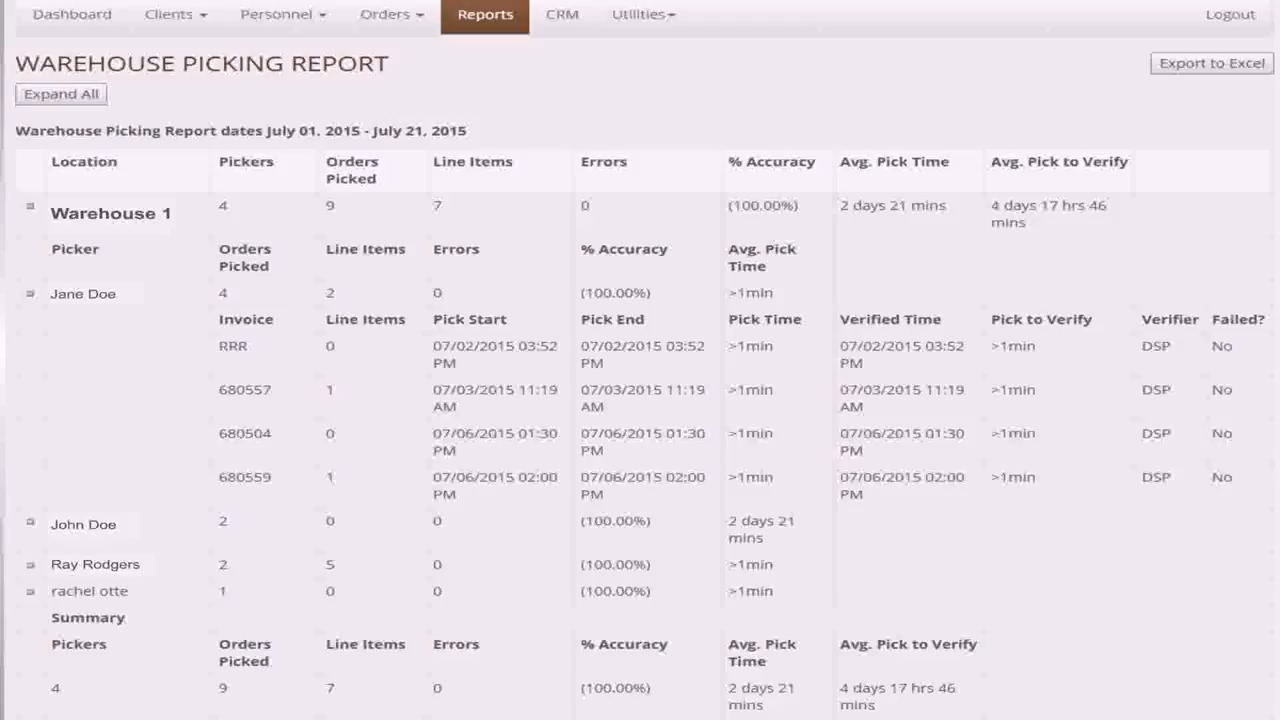 Dashboard Clients Personnel Orders Reports CRM Utilities Logout
WAREHOUSE PICKING REPORT Export to Excel
Expand All
Warehouse Picking Report dates July 01, 2015 - July 21, 2015
Location Pickers Orders Picked Line Items Errors % Accuracy Avg. Pick Time Avg. Pick to Verify
Warehouse 1 4 9 7 0 (100.00%) 2 days 21 mins 4 days 17 hrs 46 mins
Picker Orders Picked Line Items Errors % Accuracy Avg. Pick Time
Jane Doe 4 2 0 (100.00%) >1min
Invoice Line Items Pick Start Pick End Pick Time Verified Time Pick to Verify Verifier Failed?
RRR 0 07/02/2015 03:52 PM 07/02/2015 03:52 PM >1min 07/02/2015 03:52 PM >1min DSP No
680557 1 07/03/2015 11:19 AM 07/03/2015 11:19 AM >1min 07/03/2015 11:19 AM >1min DSP No
680504 0 07/06/2015 01:30 PM 07/06/2015 01:30 PM >1min 07/06/2015 01:30 PM >1min DSP No
680559 1 07/06/2015 02:00 PM 07/06/2015 02:00 PM >1min 07/06/2015 02:00 PM >1min DSP No
John Doe 2 0 0 (100.00%) 2 days 21 mins
Ray Rodgers 2 5 0 (100.00%) >1min
rachel otte 1 0 0 (100.00%) >1min
Summary
Pickers Orders Picked Line Items Errors % Accuracy Avg. Pick Time Avg. Pick to Verify
4 9 7 0 (100.00%) 2 days 21 mins 4 days 17 hrs 46 mins